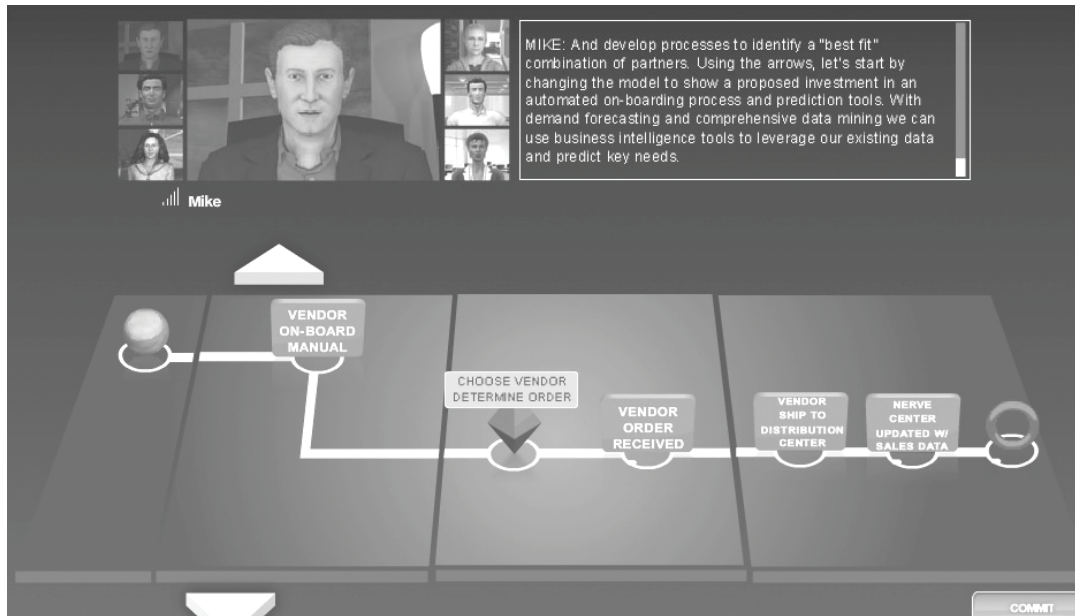 MIKE: And develop processes to identify a "best fit"
combination of partners. Using the arrows, let's start by
changing the model to show a proposed investment in an
automated on-boarding process and prediction tools. With
demand forecasting and comprehensive data mining we can
use business intelligence tools to leverage our existing data
and predict key needs.
Mike
VENDOR
ON-BOARD
MANUAL
CHOOSE VENDOR
DETERMINE ORDER
VENDOR
ORDER
RECEIVED
VENDOR
SHIP TO
DISTRIBUTION
CENTER
NERVE
CENTER
UPDATED W/
SALES DATA
COMMIT